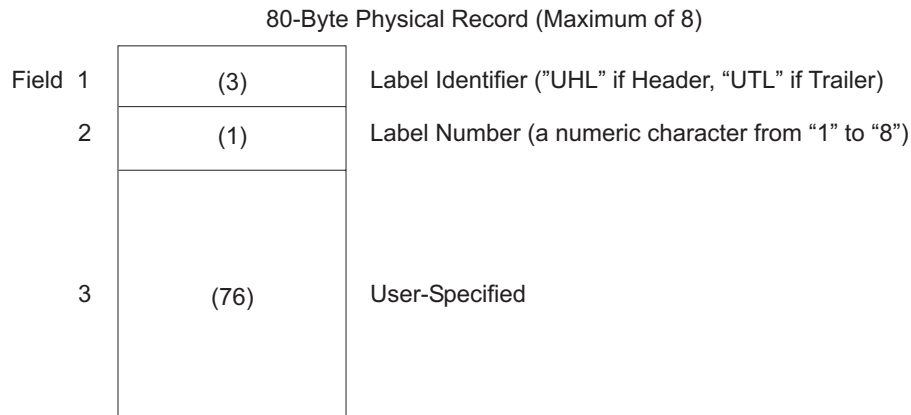 80-Byte Physical Record (Maximum of 8)
Field 1 (3) Label Identifier (”UHL” if Header, “UTL” if Trailer)
2 (1) Label Number (a numeric character from “1” to “8”)
3 (76) User-Specified